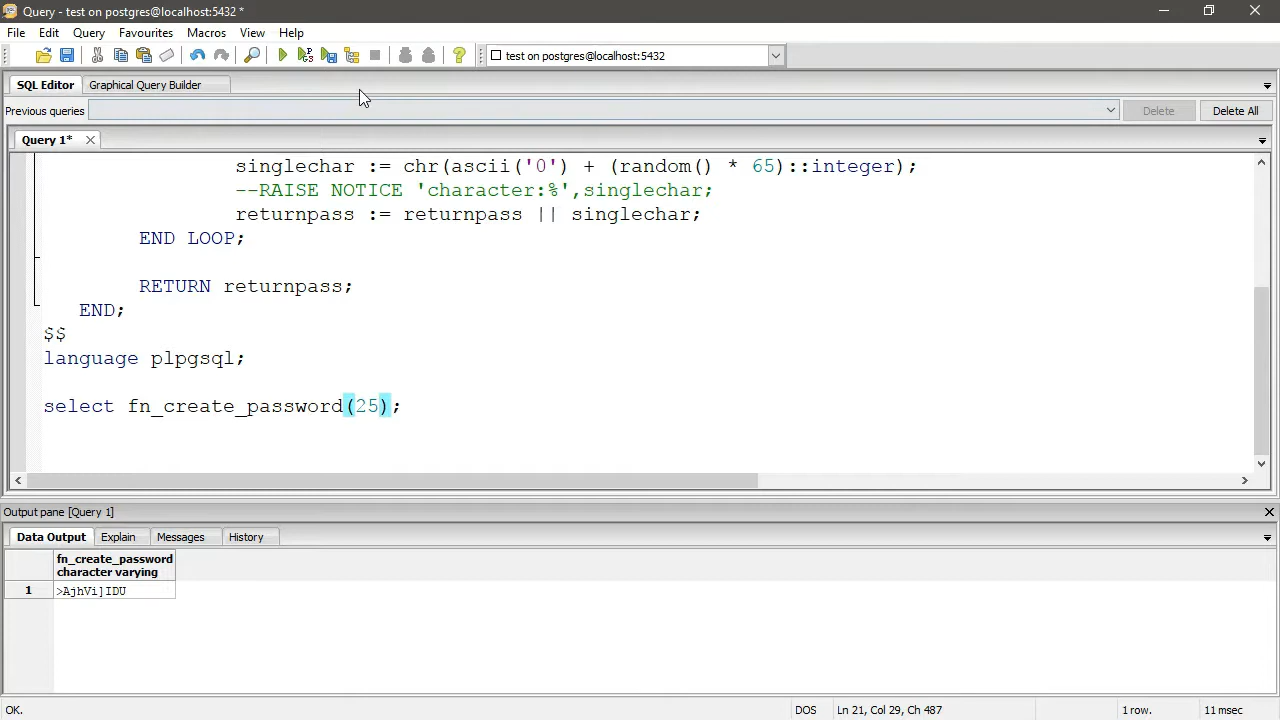 Query - test on postgres@localhost:5432 *
File Edit Query Favourites Macros View Help
test on postgres@localhost:5432
SQL Editor Graphical Query Builder
Previous queries Delete Delete All
Query 1*
singlechar := chr(ascii('0') + (random() * 65)::integer);
--RAISE NOTICE 'character:%',singlechar;
returnpass := returnpass || singlechar;
END LOOP;
RETURN returnpass;
END;
$$
language plpgsql;
select fn_create_password(25);
Output pane [Query 1]
Data Output Explain Messages History
fn_create_password
character varying
1 >AjhVi]IDU
OK. DOS Ln 21, Col 29, Ch 487 1 row. 11 msec